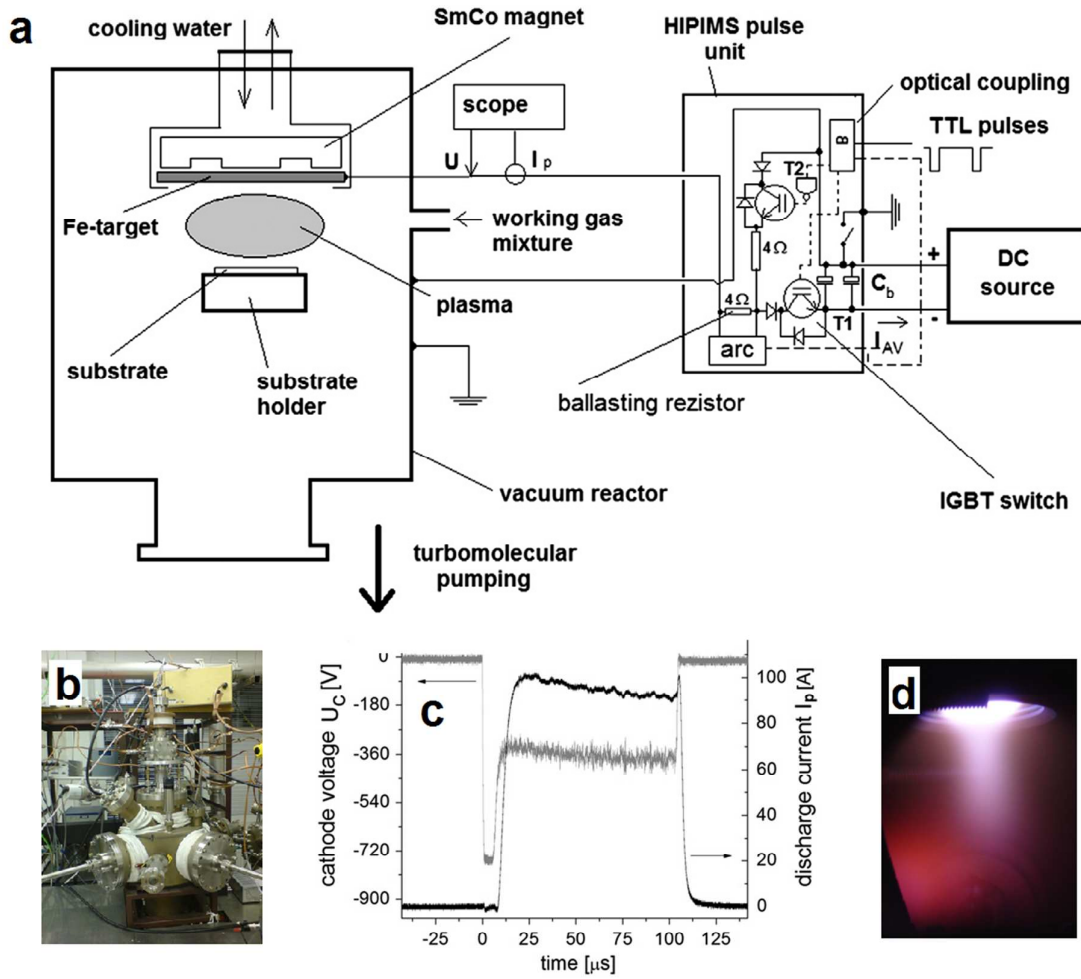 a
cooling water
SmCo magnet
HIPIMS pulse
unit
optical coupling
TTL pulses
scope
U
I p
B
T2
Fe-target
working gas
mixture
4Ω
+
DC
source
C b
plasma
4Ω
T1
-
I AV
arc
substrate
substrate
holder
ballasting rezistor
vacuum reactor
IGBT switch
turbomolecular
pumping
b
c
d
cathode voltage U C [V]
0
-180
-360
-540
-720
-900
discharge current I p [A]
100
80
60
40
20
0
-25 0 25 50 75 100 125
time [μs]